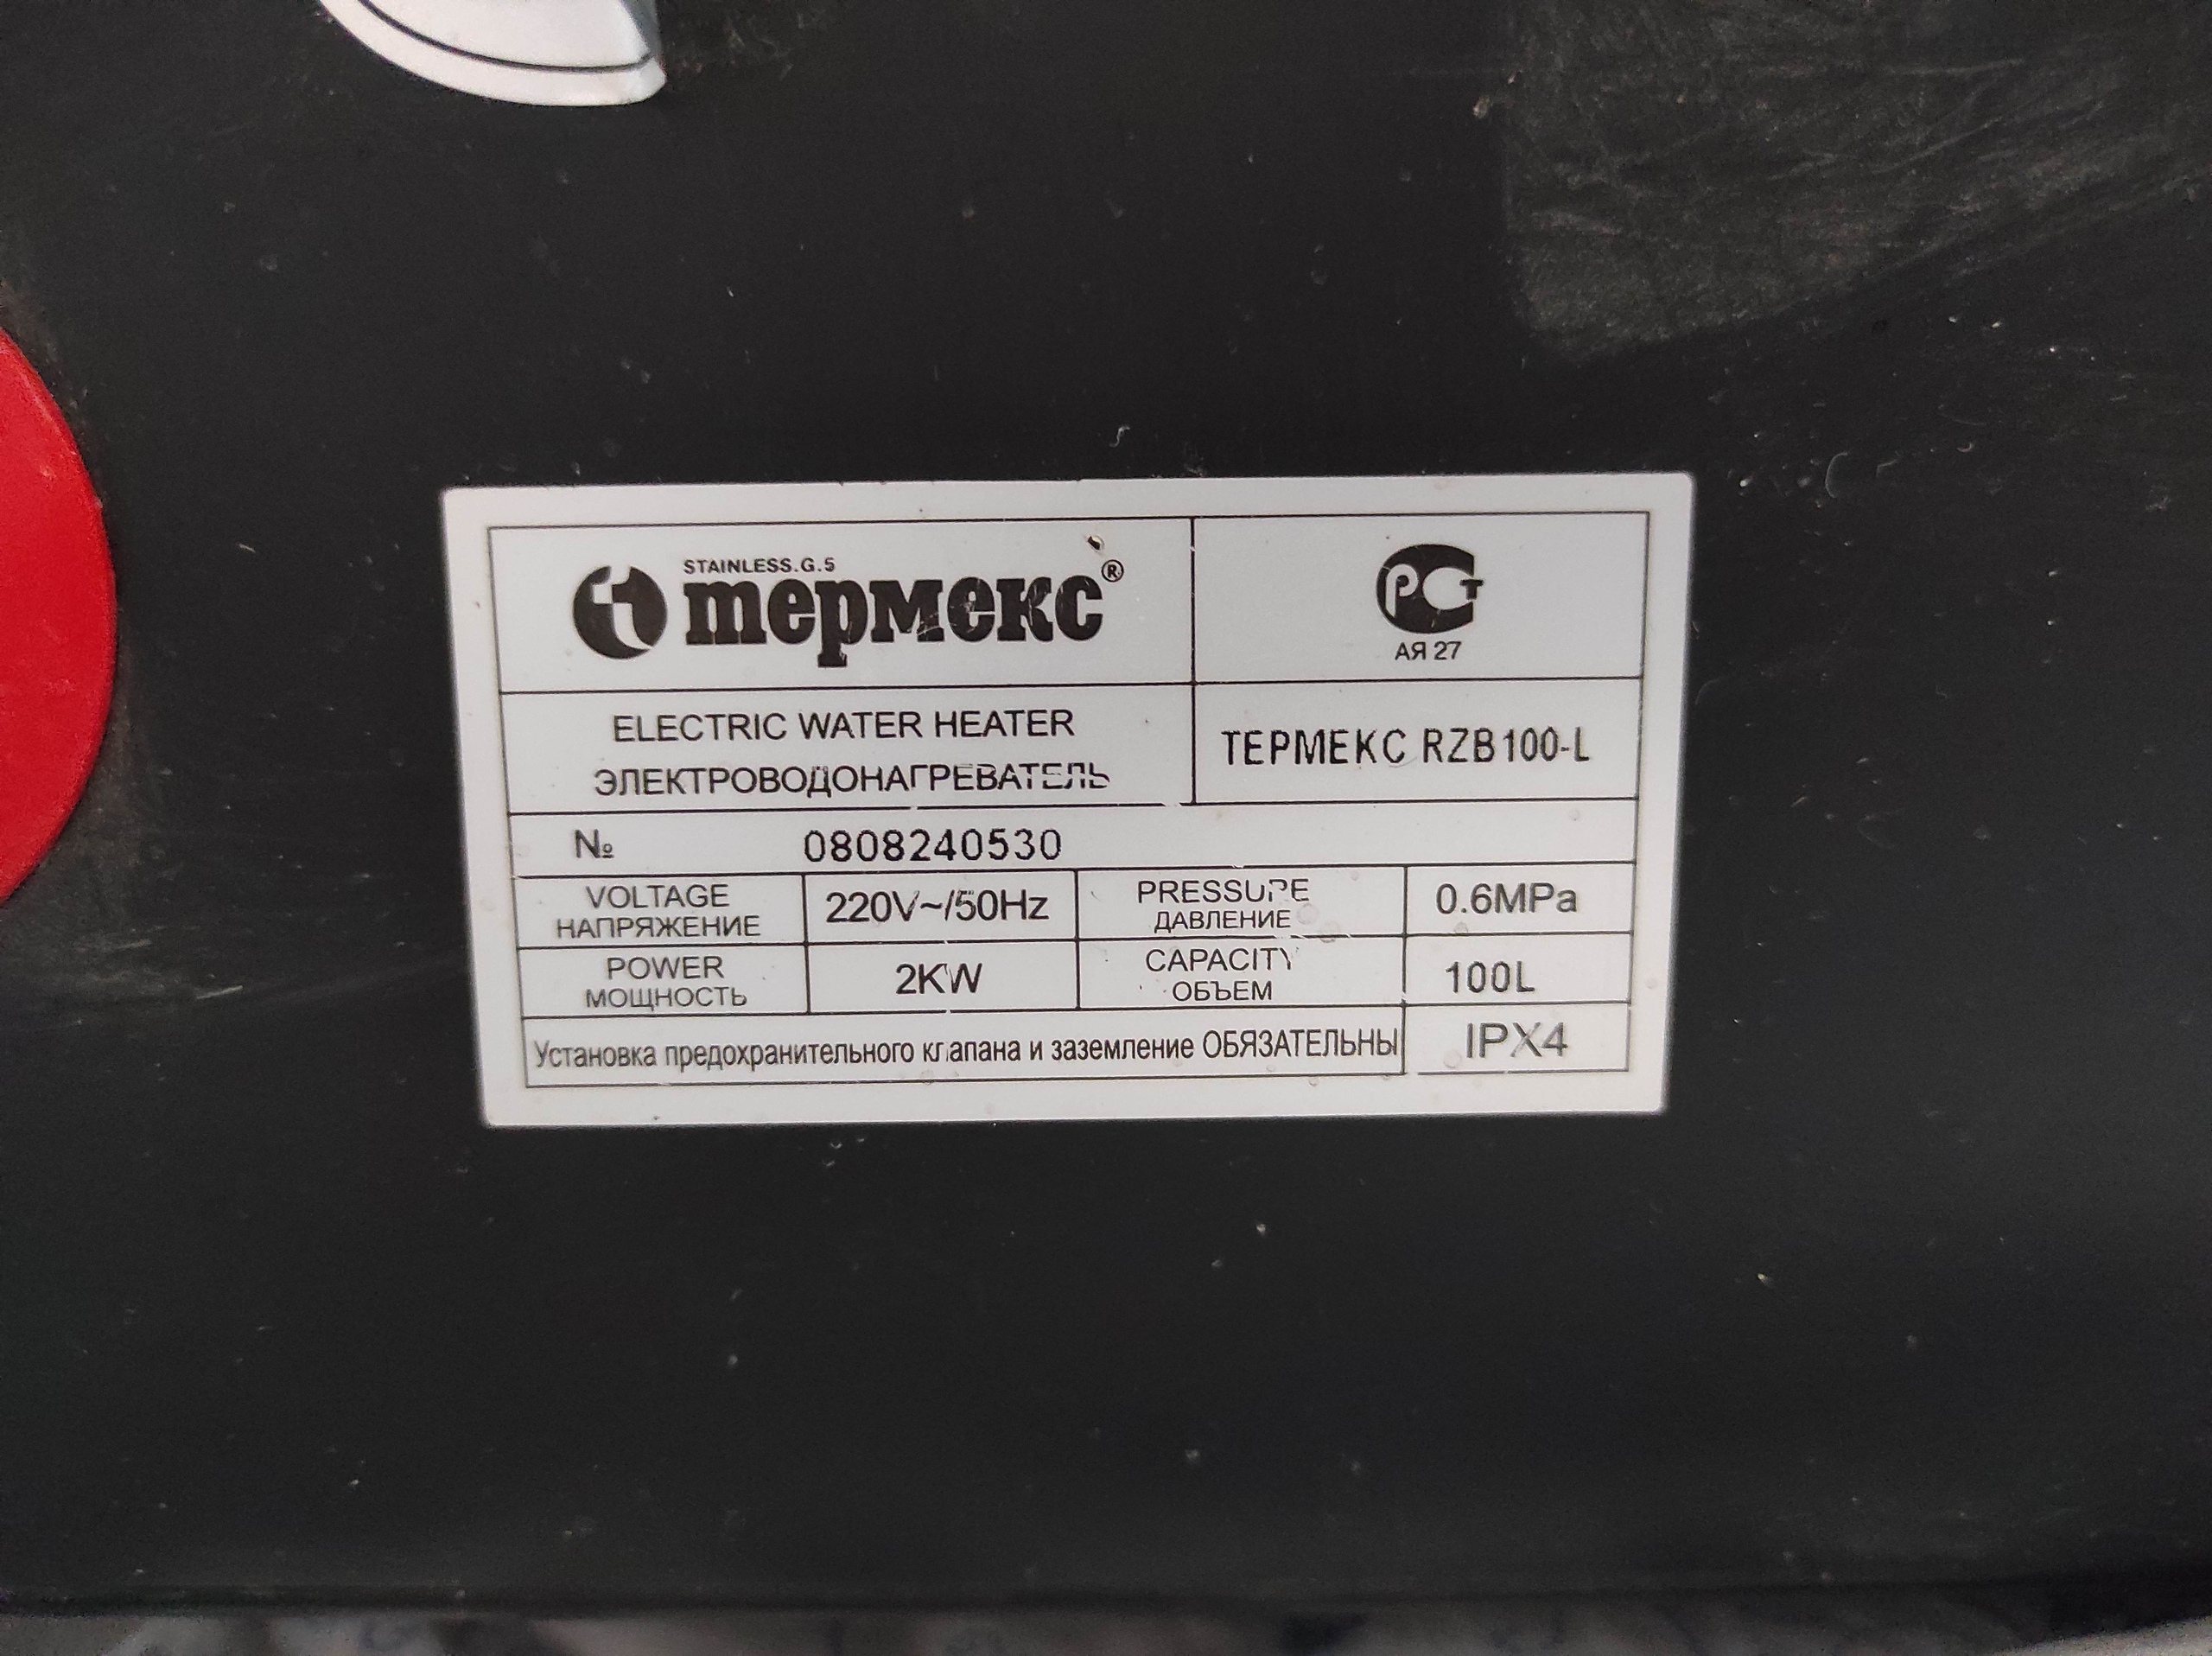 STAINLESS.G.5
термекс®
РСТ
АЯ 27
ELECTRIC WATER HEATER
ЭЛЕКТРОВОДОНАГРЕВАТЕЛЬ
ТЕРМЕКС RZB100-L
№ 0808240530
VOLTAGE
НАПРЯЖЕНИЕ
220V~/50Hz
PRESSURE
ДАВЛЕНИЕ
0.6MPa
POWER
МОЩНОСТЬ
2KW
CAPACITY
ОБЪЕМ
100L
Установка предохранительного клапана и заземление ОБЯЗАТЕЛЬНЫ
IPX4